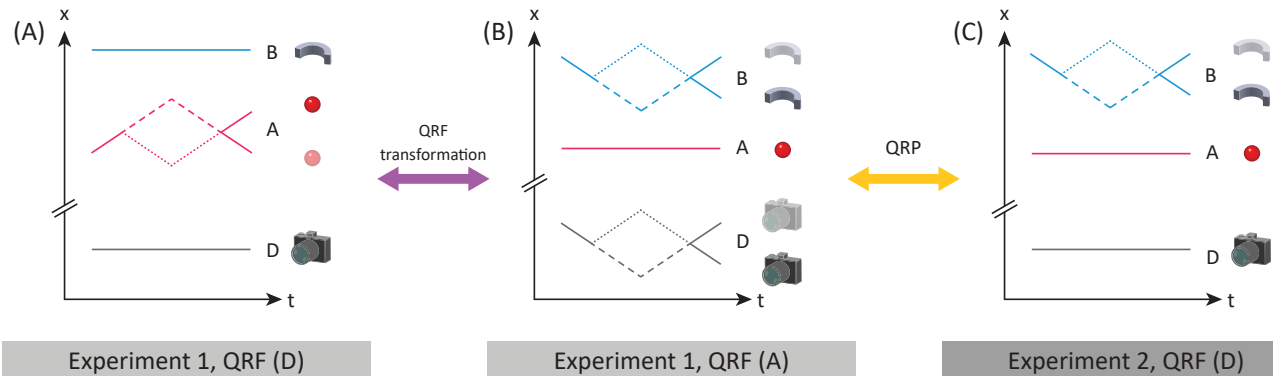 (A)
x
B
A
D
t
Experiment 1, QRF (D)
QRF
transformation
(B)
x
B
A
D
t
Experiment 1, QRF (A)
QRP
(C)
x
B
A
D
t
Experiment 2, QRF (D)